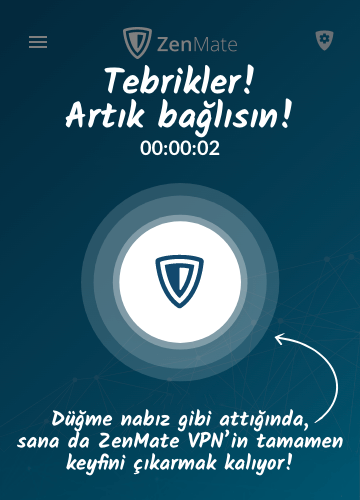 ZenMate
Tebrikler!
Artık bağlısın!
00:00:02
Düğme nabız gibi attığında,
sana da ZenMate VPN'in tamamen
keyfini çıkarmak kalıyor!